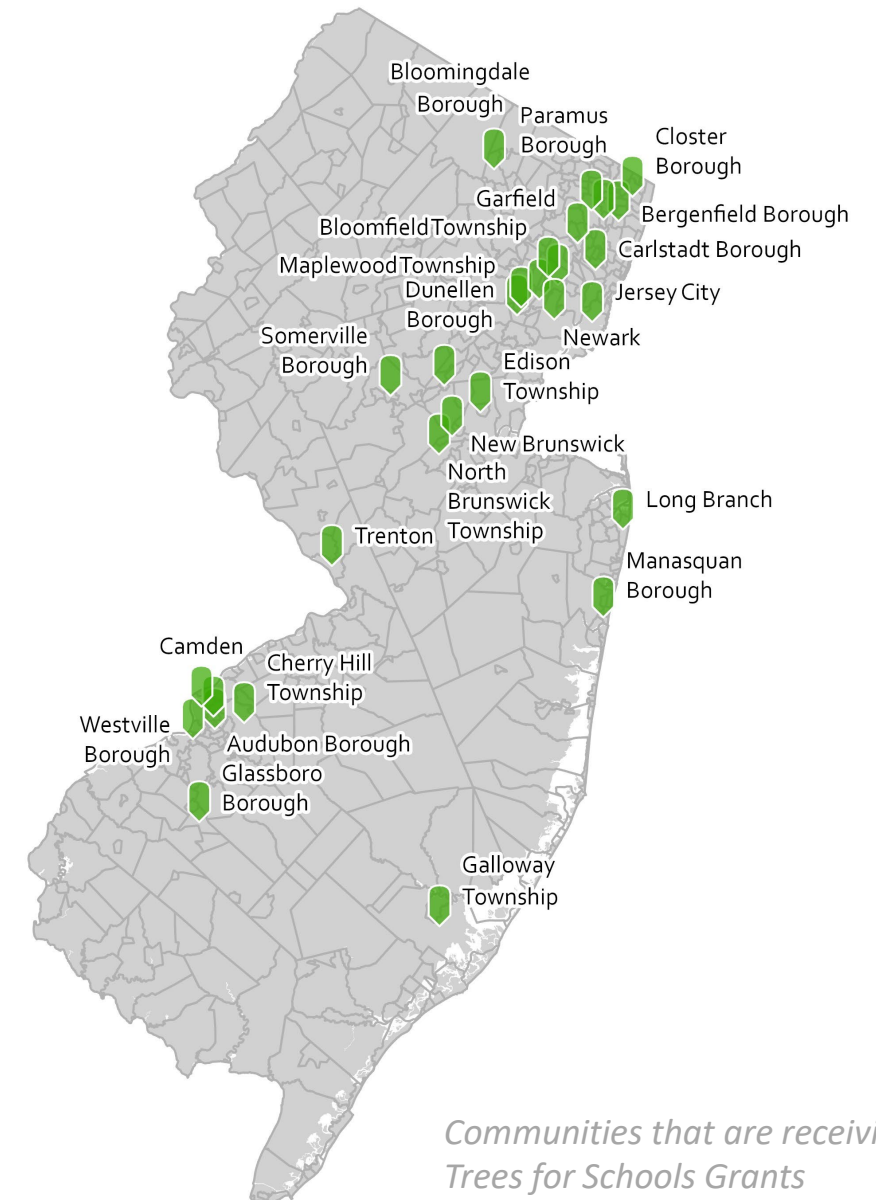 Bloomingdale
Borough
Paramus
Borough
Closter
Borough
Garfield
Bergenfield Borough
Bloomfield Township
Carlstadt Borough
Maplewood Township
Dunellen
Borough
Jersey City
Newark
Somerville
Borough
Edison
Township
New Brunswick
North
Brunswick
Township
Long Branch
Trenton
Manasquan
Borough
Camden
Cherry Hill
Township
Westville
Borough
Audubon Borough
Glassboro
Borough
Galloway
Township
Communities that are receivi
Trees for Schools Grants